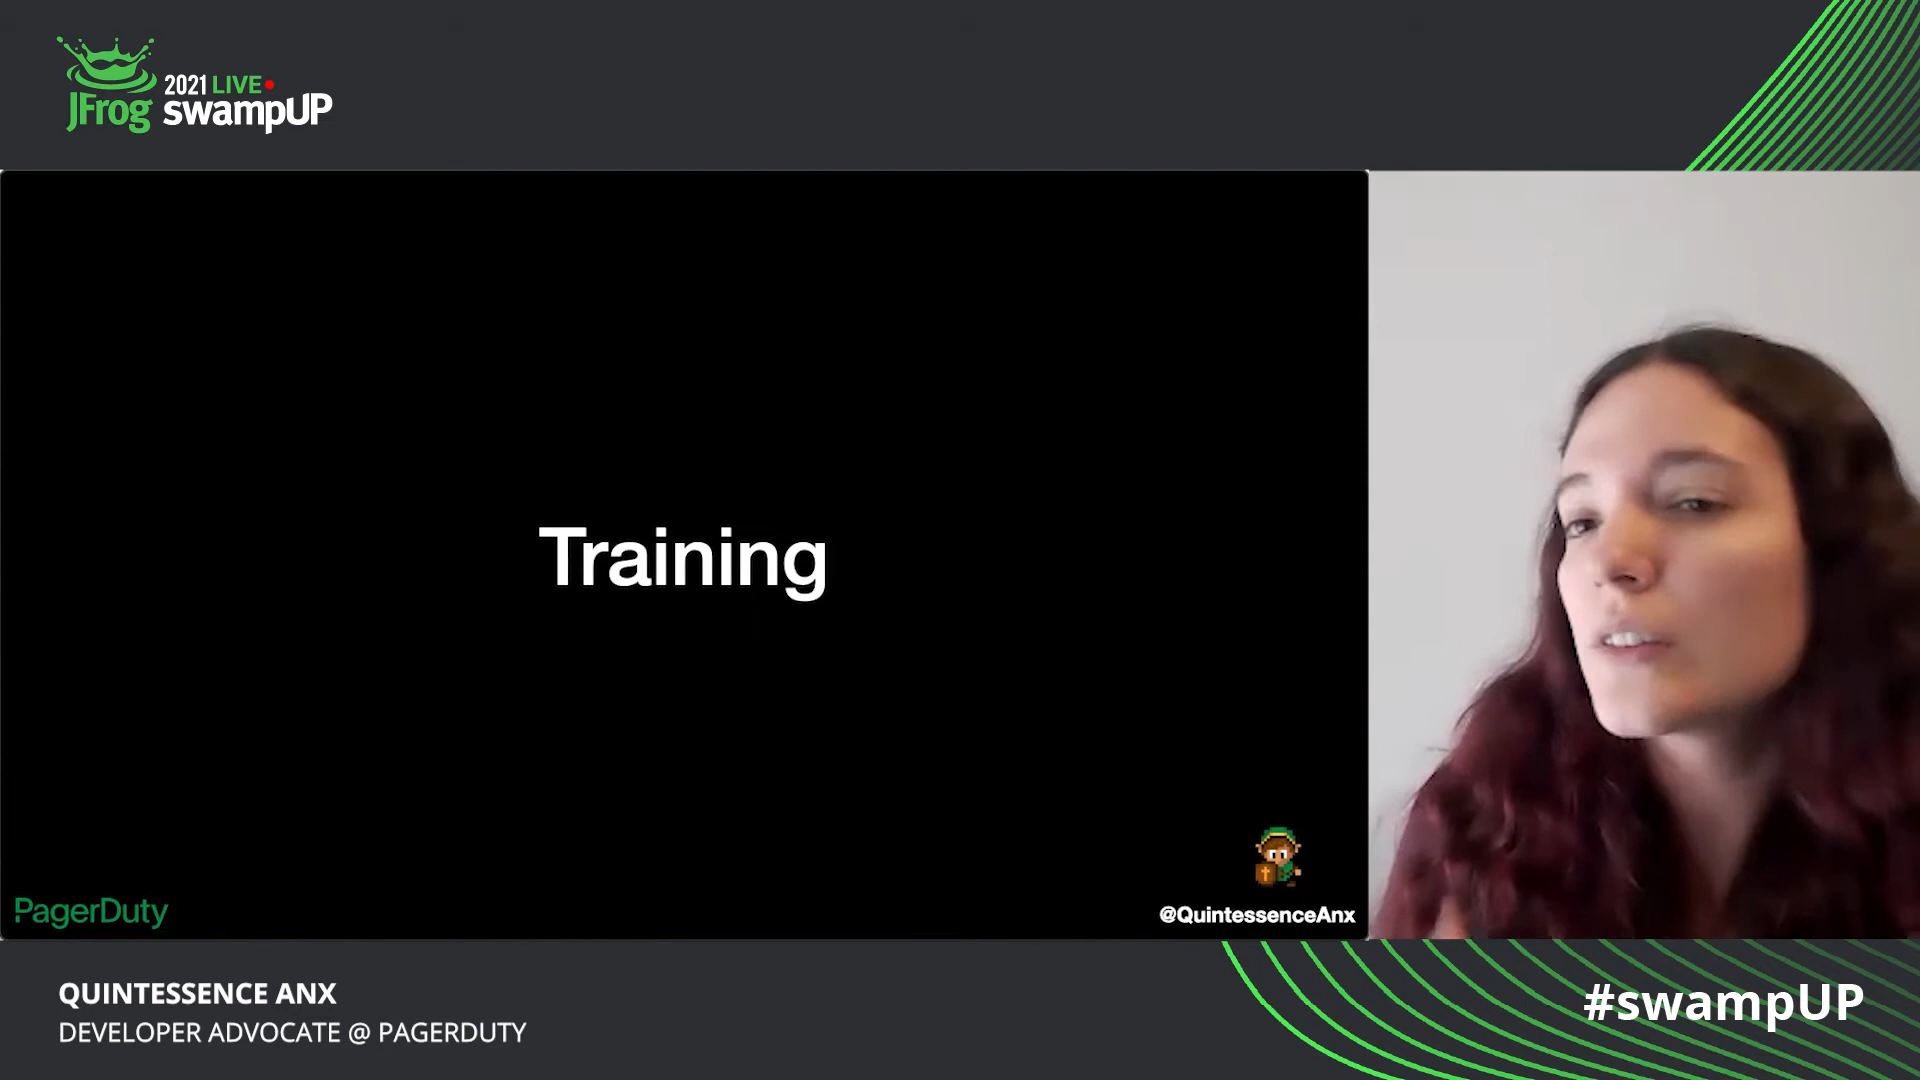 2021 LIVE
JFrog swampUP
Training
PagerDuty
@QuintessenceAnx
QUINTESSENCE ANX
DEVELOPER ADVOCATE @ PAGERDUTY
#swampUP